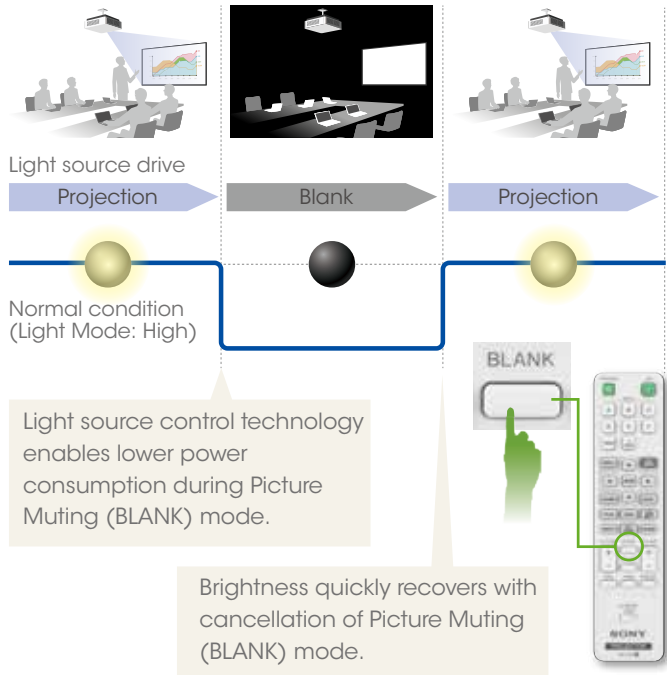 Light source drive
Projection
Blank
Projection
Normal condition
(Light Mode: High)
BLANK
Light source control technology
enables lower power
consumption during Picture
Muting (BLANK) mode.
Brightness quickly recovers with
cancellation of Picture Muting
(BLANK) mode.
SONY
PROJECTOR